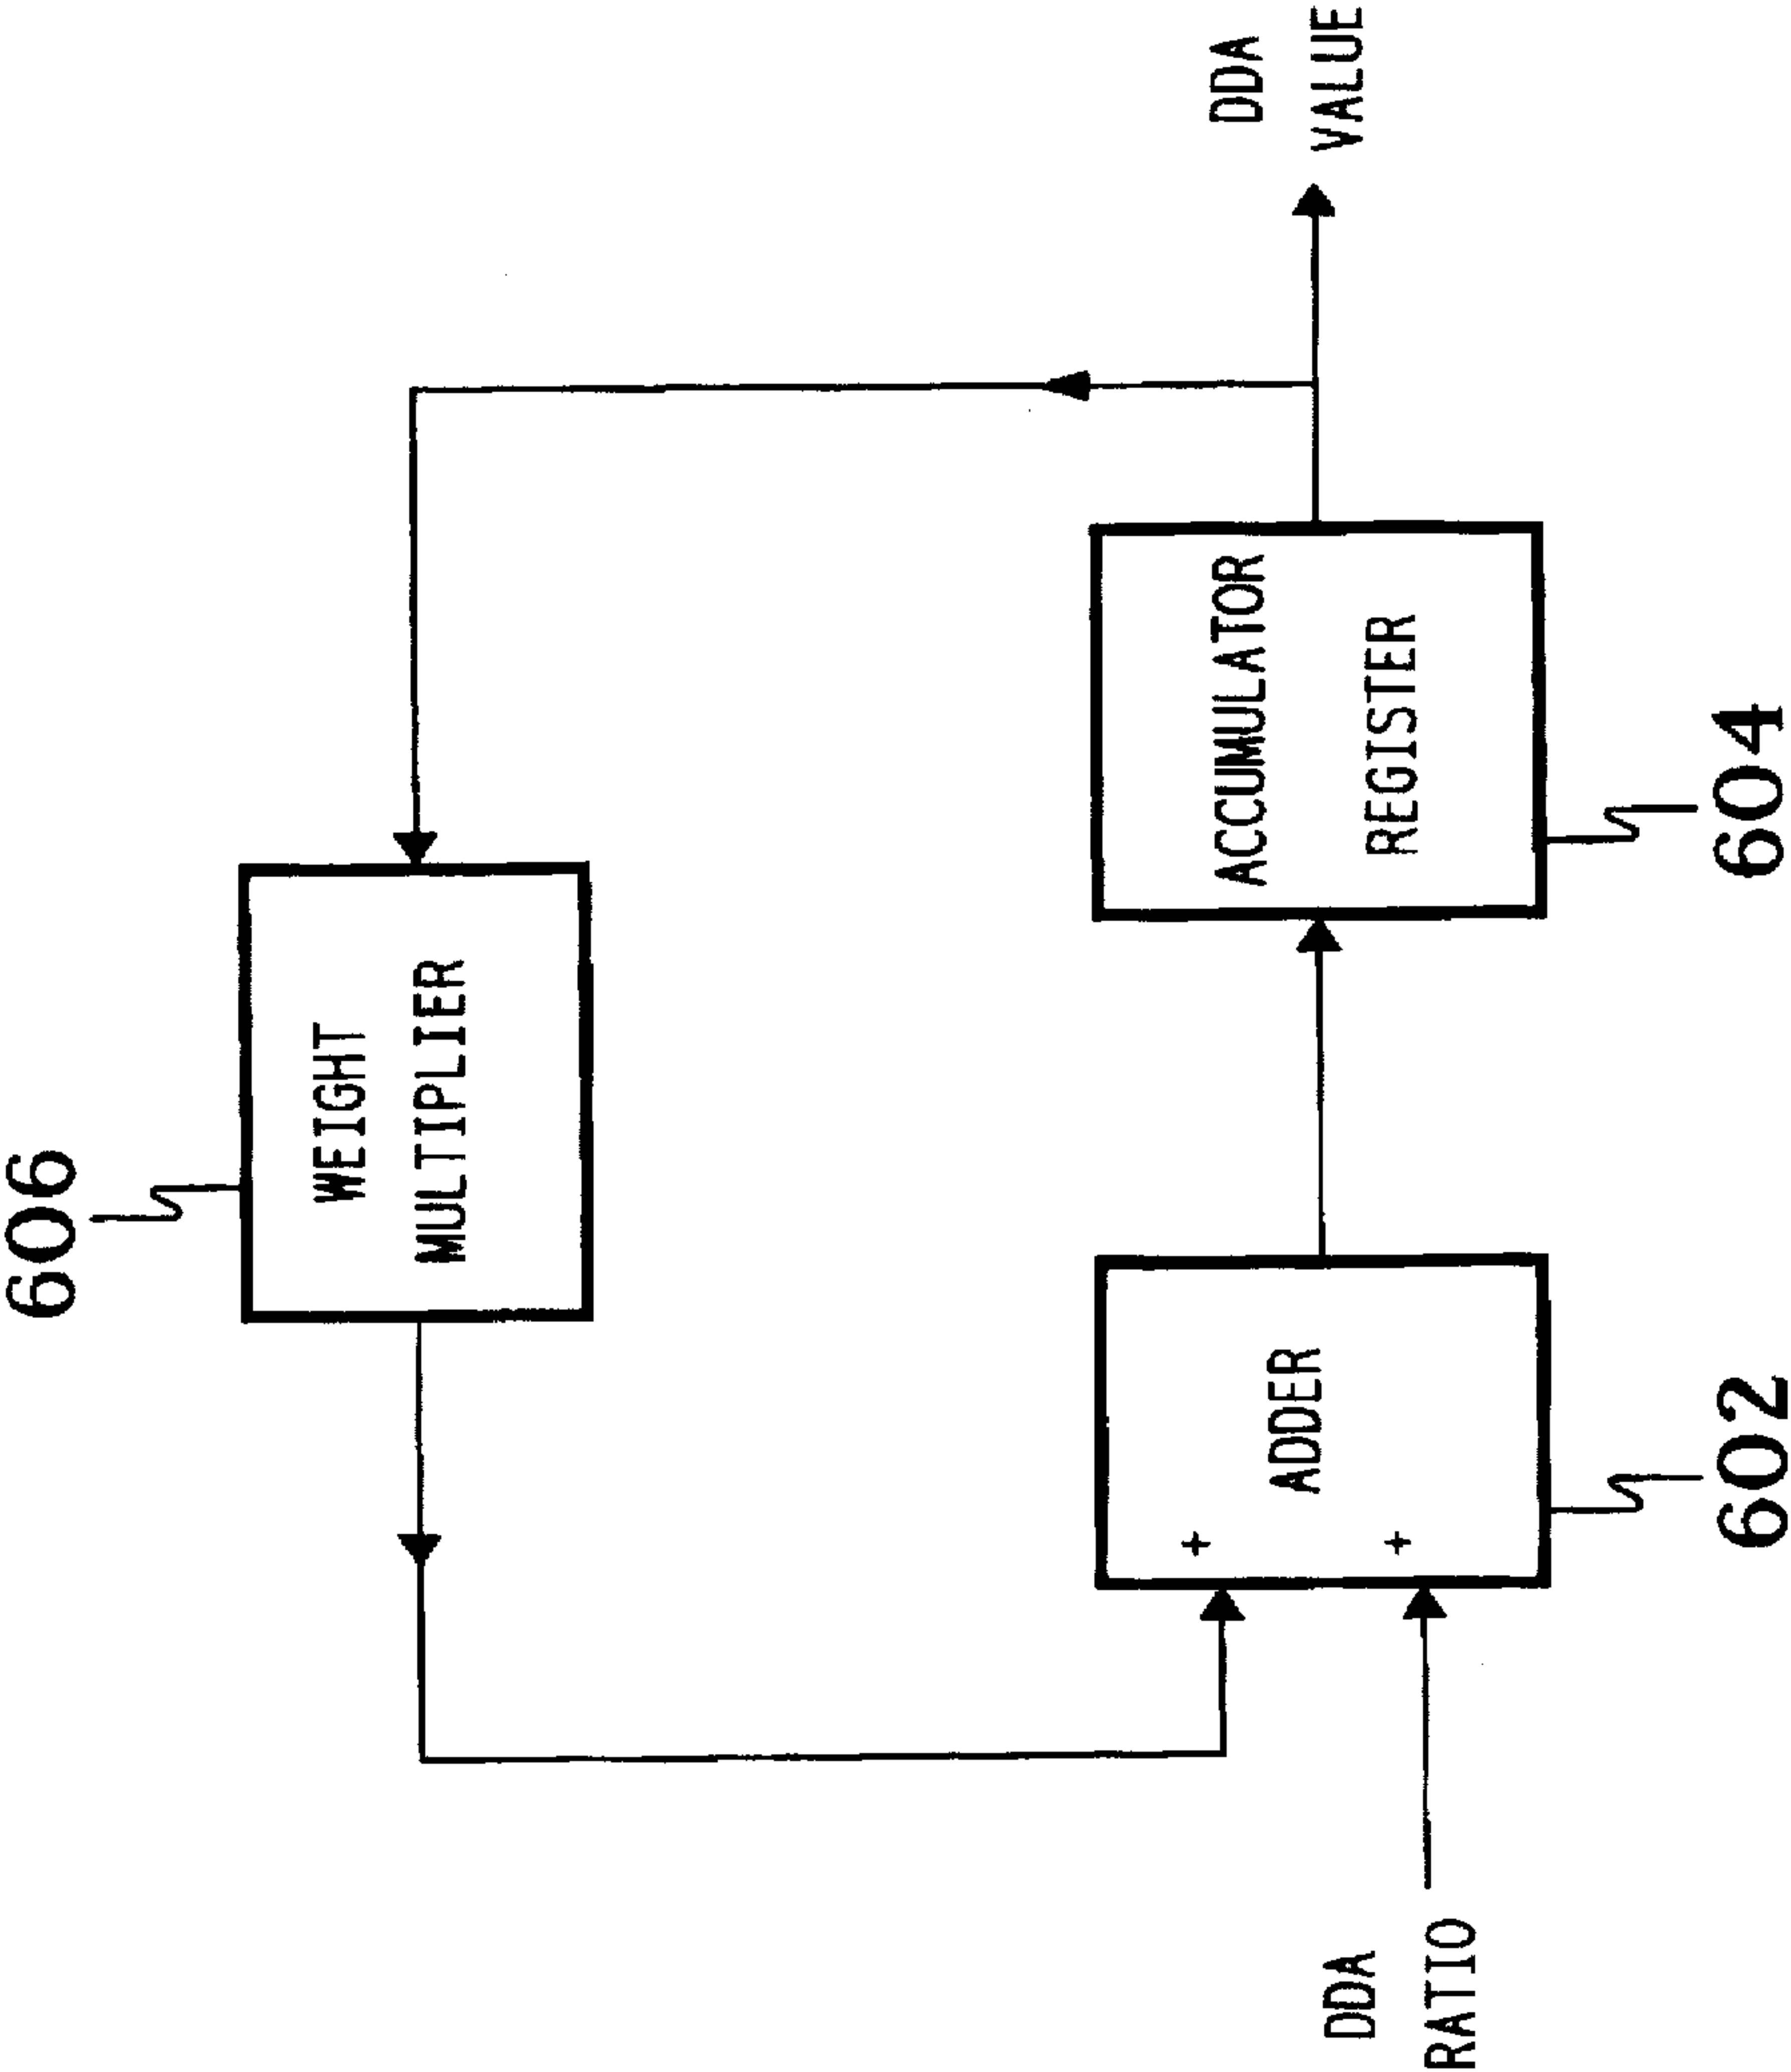 606
WEIGHT
MULTIPLIER
DDA
RATIO
+
+
ADDER
602
ACCUMULATOR
REGISTER
604
DDA
VALUE